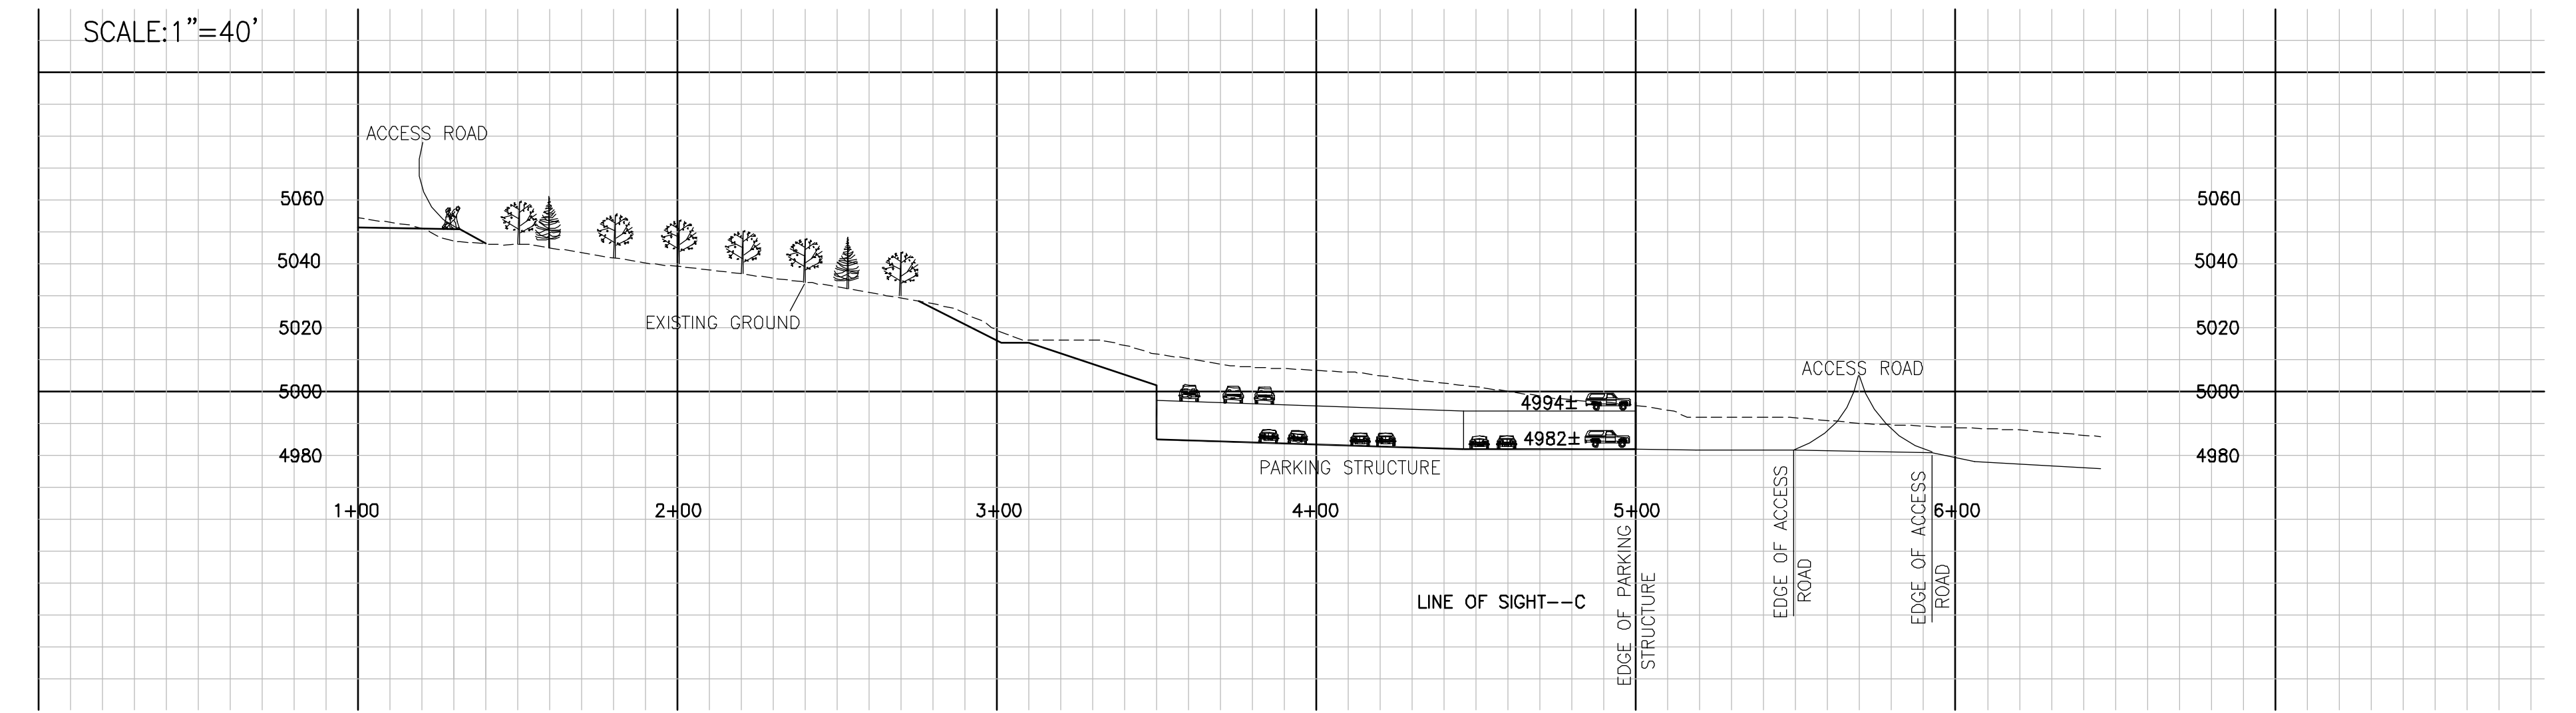 SCALE:1"=40'
ACCESS ROAD
5060
5060
5040
5040
EXISTING GROUND
5020
5020
ACCESS ROAD
5000
5000
4994±
4982±
4980
4980
PARKING STRUCTURE
1+00
2+00
3+00
4+00
5+00
6+00
LINE OF SIGHT--C
EDGE OF PARKING
STRUCTURE
EDGE OF ACCESS
ROAD
EDGE OF ACCESS
ROAD